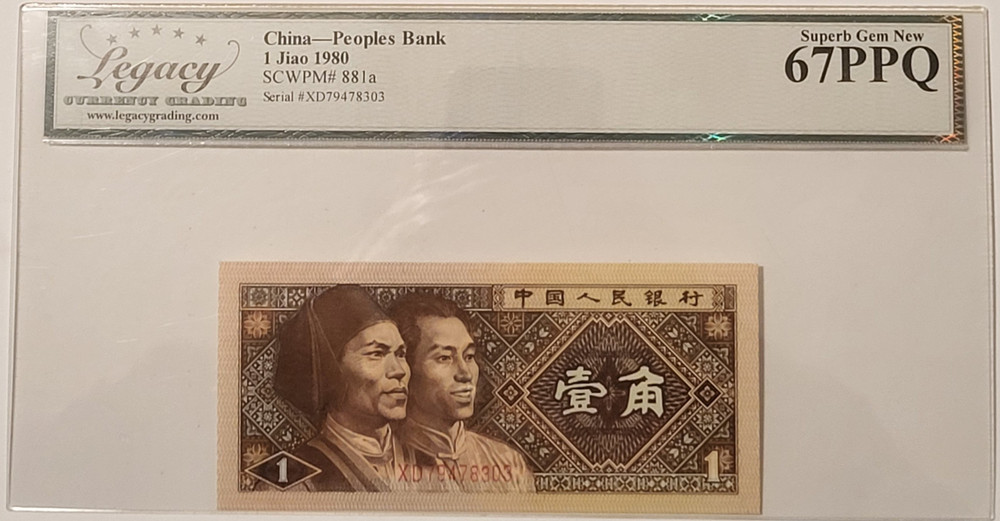 Legacy
CURRENCY GRADING
www.legacygrading.com
China—Peoples Bank
1 Jiao 1980
SCWPM# 881a
Serial #XD79478303
Superb Gem New
67PPQ
中国人民银行
壹角
1
XD79478303
1